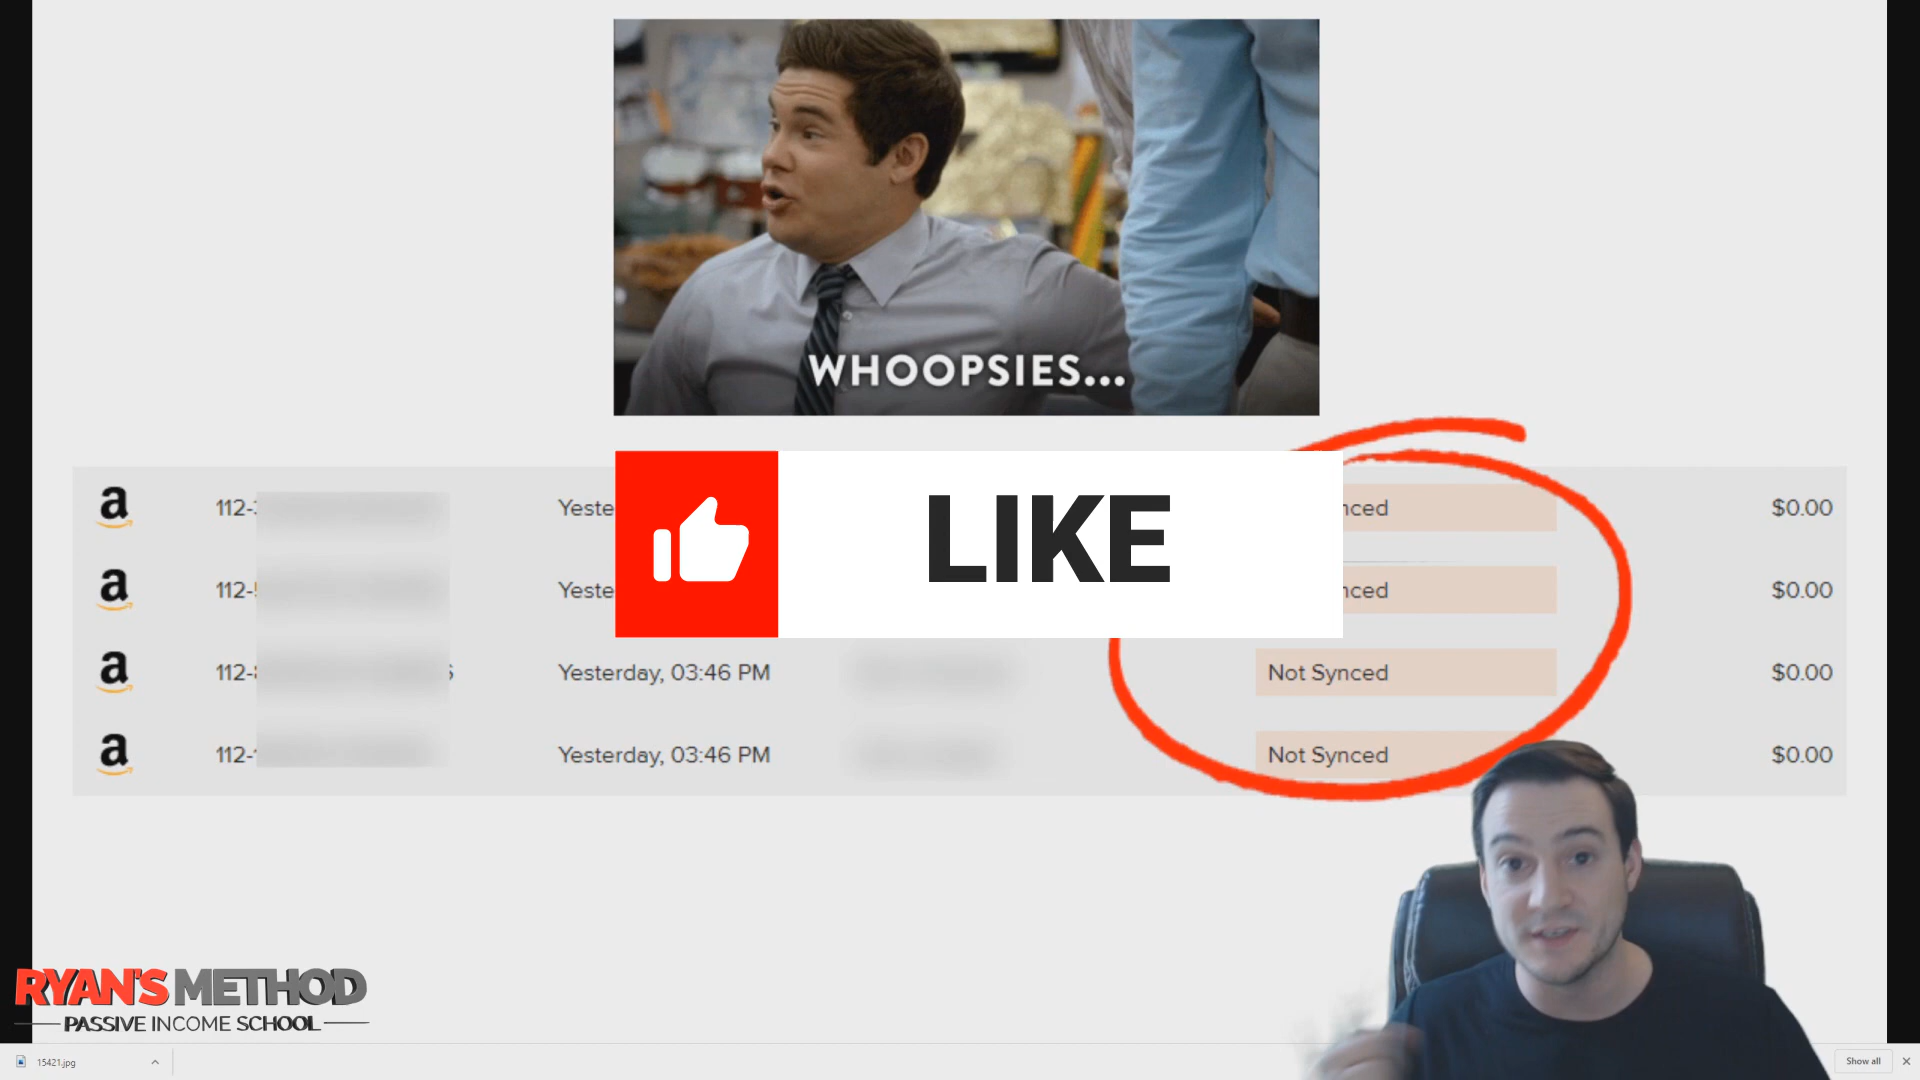 WHOOPSIES...
a 112- Yeste nced $0.00
LIKE
a 112- Yeste nced $0.00
a 112- Yesterday, 03:46 PM Not Synced $0.00
a 112- Yesterday, 03:46 PM Not Synced $0.00
RYAN'S METHOD
PASSIVE INCOME SCHOOL
15421.jpg Show all